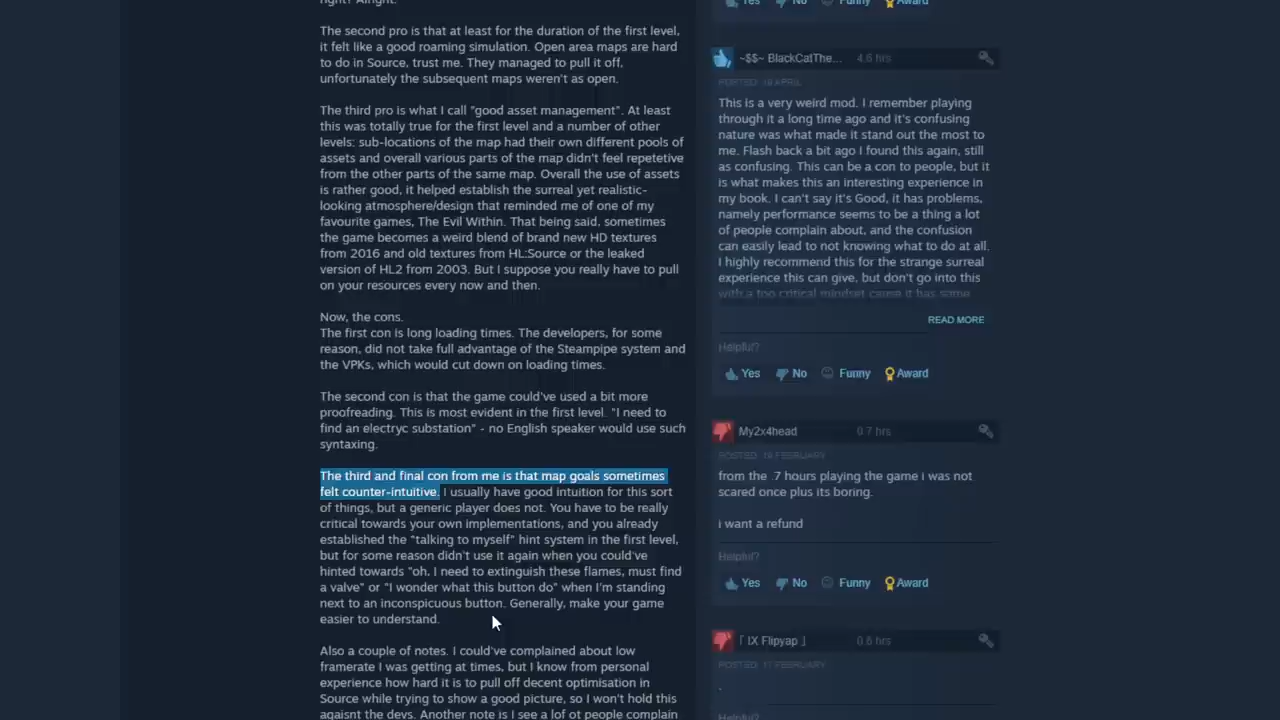 right? Alright.
The second pro is that at least for the duration of the first level,
it felt like a good roaming simulation. Open area maps are hard
to do in Source, trust me. They managed to pull it off,
unfortunately the subsequent maps weren't as open.
The third pro is what I call "good asset management". At least
this was totally true for the first level and a number of other
levels: sub-locations of the map had their own different pools of
assets and overall various parts of the map didn't feel repetetive
from the other parts of the same map. Overall the use of assets
is rather good, it helped establish the surreal yet realistic-
looking atmosphere/design that reminded me of one of my
favourite games, The Evil Within. That being said, sometimes
the game becomes a weird blend of brand new HD textures
from 2016 and old textures from HL:Source or the leaked
version of HL2 from 2003. But I suppose you really have to pull
on your resources every now and then.
Now, the cons.
The first con is long loading times. The developers, for some
reason, did not take full advantage of the Steampipe system and
the VPKs, which would cut down on loading times.
The second con is that the game could've used a bit more
proofreading. This is most evident in the first level. "I need to
find an electryc substation" - no English speaker would use such
syntaxing.
The third and final con from me is that map goals sometimes
felt counter-intuitive. I usually have good intuition for this sort
of things, but a generic player does not. You have to be really
critical towards your own implementations, and you already
established the "talking to myself" hint system in the first level,
but for some reason didn't use it again when you could've
hinted towards "oh, I need to extinguish these flames, must find
a valve" or "I wonder what this button do" when I'm standing
next to an inconspicuous button. Generally, make your game
easier to understand.
Also a couple of notes. I could've complained about low
framerate I was getting at times, but I know from personal
experience how hard it is to pull off decent optimisation in
Source while trying to show a good picture, so I won't hold this
agaisnt the devs. Another note is I see a lof ot people complain
Yes No Funny Award
~$$~ BlackCatThe... 4.6 hrs
POSTED: 19 APRIL
This is a very weird mod. I remember playing
through it a long time ago and it's confusing
nature was what made it stand out the most to
me. Flash back a bit ago I found this again, still
as confusing. This can be a con to people, but it
is what makes this an interesting experience in
my book. I can't say it's Good, it has problems,
namely performance seems to be a thing a lot
of people complain about, and the confusion
can easily lead to not knowing what to do at all.
I highly recommend this for the strange surreal
experience this can give, but don't go into this
with a too critical mindset cause it has some
READ MORE
Helpful?
Yes No Funny Award
My2x4head 0.7 hrs
POSTED: 19 FEBRUARY
from the .7 hours playing the game i was not
scared once plus its boring.
i want a refund
Helpful?
Yes No Funny Award
「 IX Flipyap 」 0.6 hrs
POSTED: 17 FEBRUARY
.
Helpful?